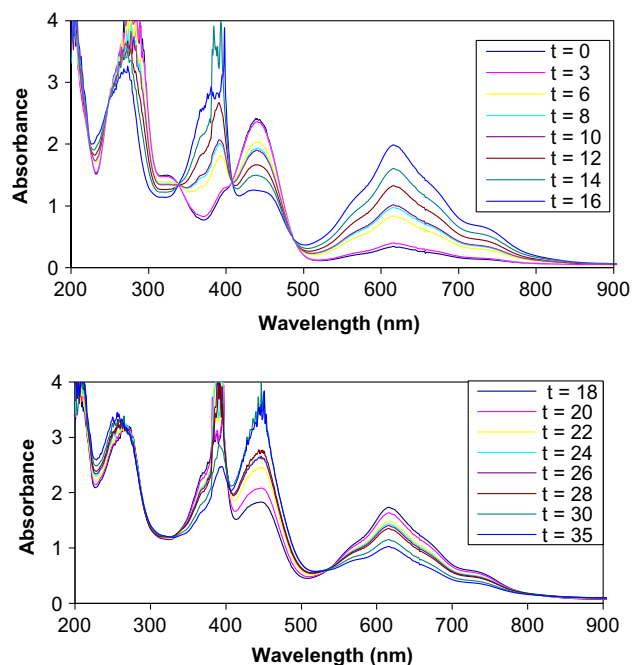 4
3
2
1
0
Absorbance
t = 0
t = 3
t = 6
t = 8
t = 10
t = 12
t = 14
t = 16
200 300 400 500 600 700 800 900
Wavelength (nm)
4
3
2
1
0
Absorbance
t = 18
t = 20
t = 22
t = 24
t = 26
t = 28
t = 30
t = 35
200 300 400 500 600 700 800 900
Wavelength (nm)